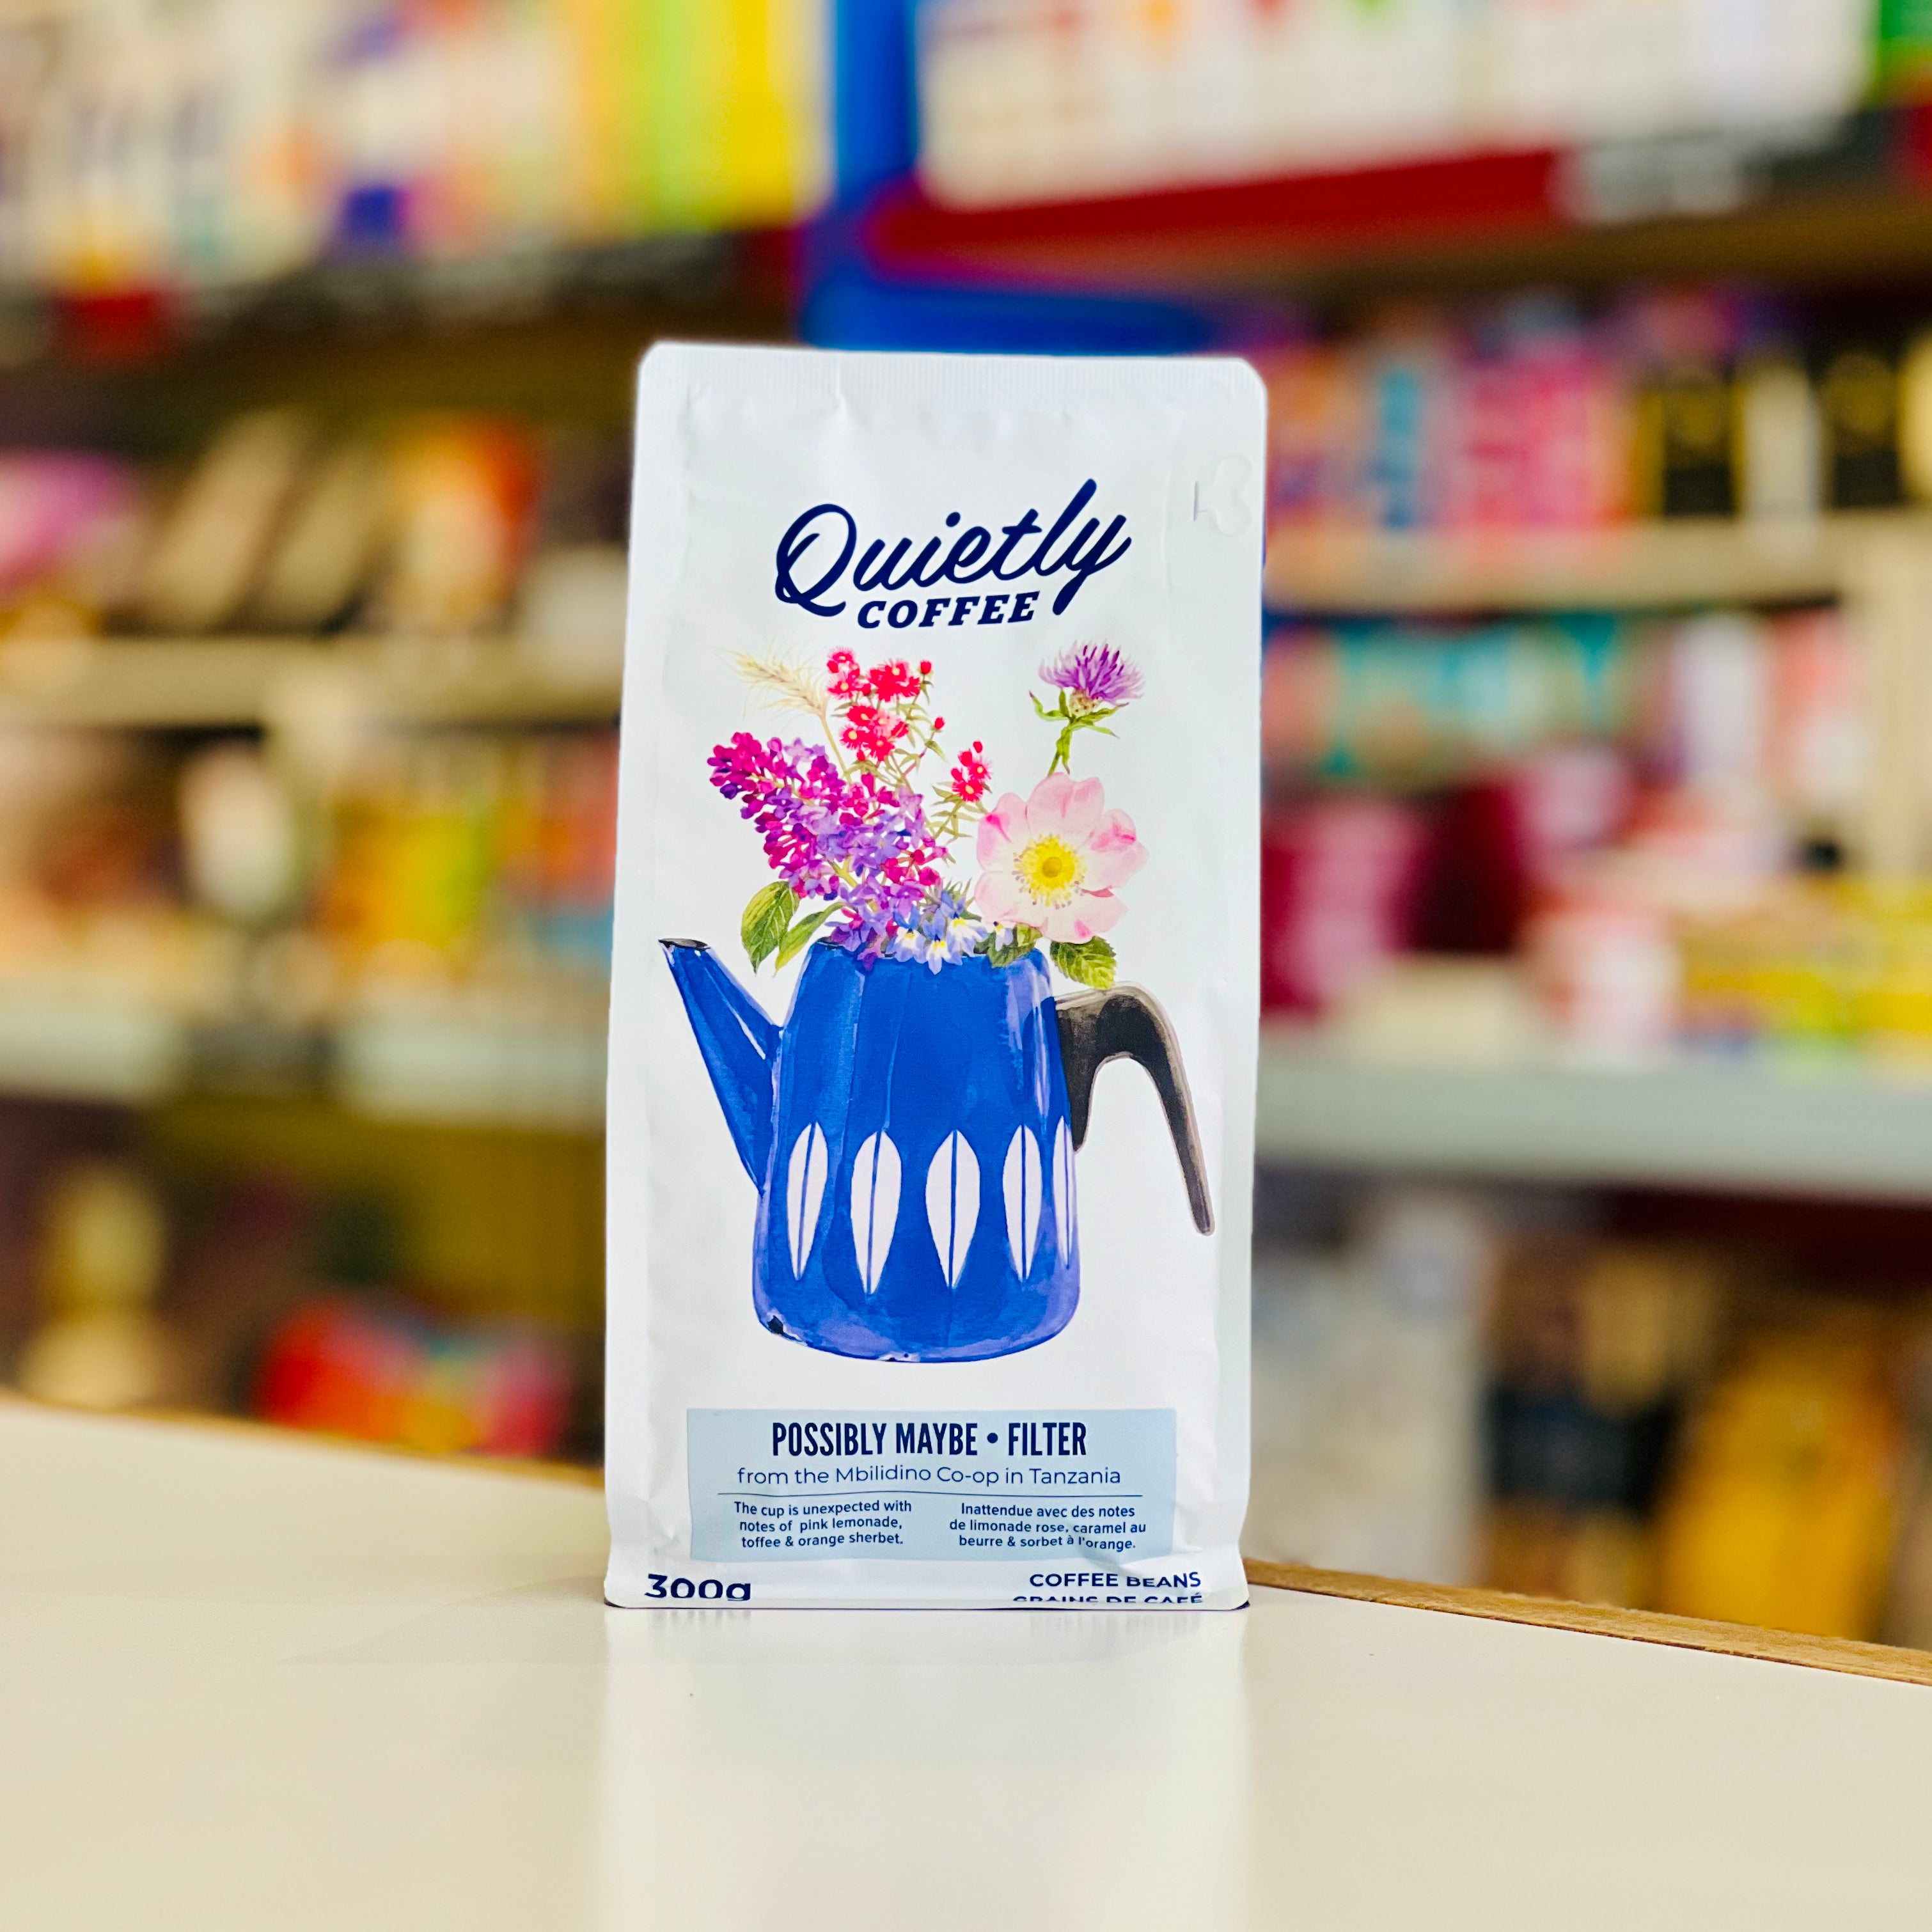 Quietly
COFFEE
POSSIBLY MAYBE • FILTER
from the Mbilidino Co-op in Tanzania
The cup is unexpected with
notes of pink lemonade,
toffee & orange sherbet.
Inattendue avec des notes
de limonade rose, caramel au
beurre & sorbet à l'orange.
300g
COFFEE BEANS
GRAINS DE CAFÉ